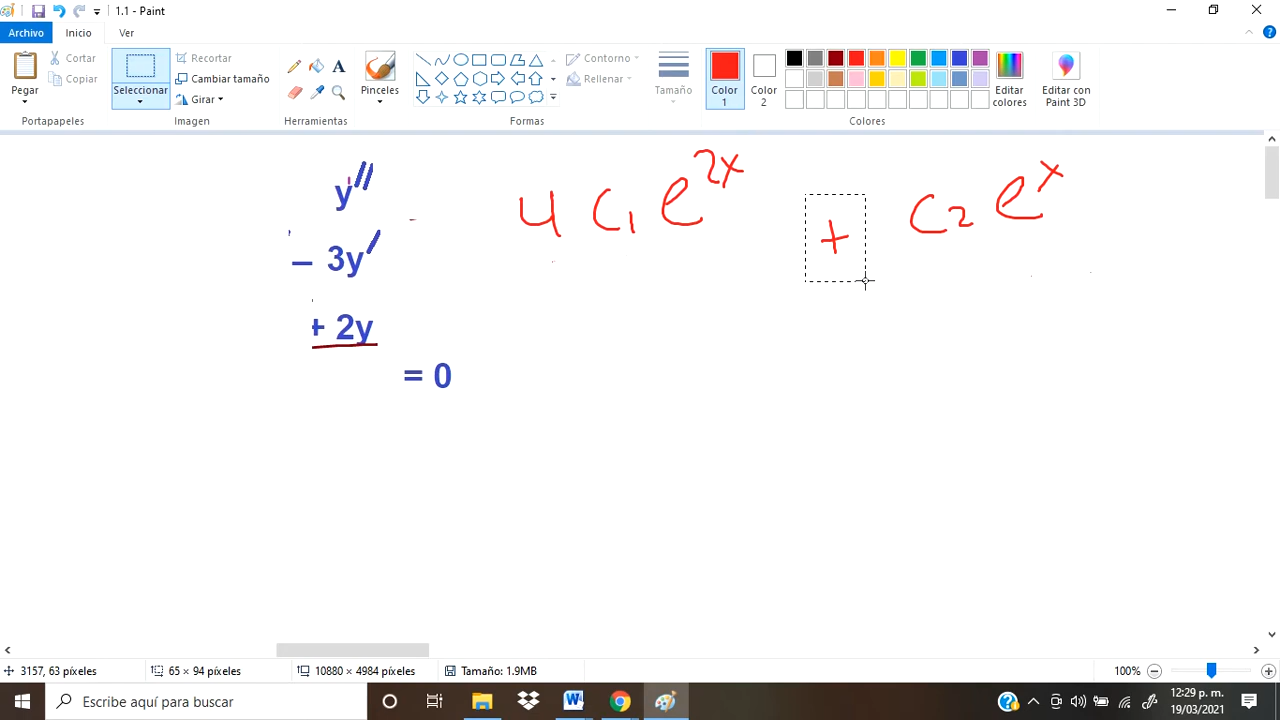 1.1 - Paint
Archivo Inicio Ver
Pegar
Cortar
Copiar
Portapapeles
Seleccionar
Recortar
Cambiar tamaño
Girar
Imagen
A
Herramientas
Pinceles
Contorno
Rellenar
Formas
Tamaño
Color 1
Color 2
Editar colores
Editar con Paint 3D
Colores
y'' 4 c₁ e^{2x} + c₂ e^{x}
– 3y'
+ 2y
= 0
3157, 63 píxeles 65 × 94 píxeles 10880 × 4984 píxeles Tamaño: 1.9MB 100%
Escribe aquí para buscar
12:29 p. m.
19/03/2021